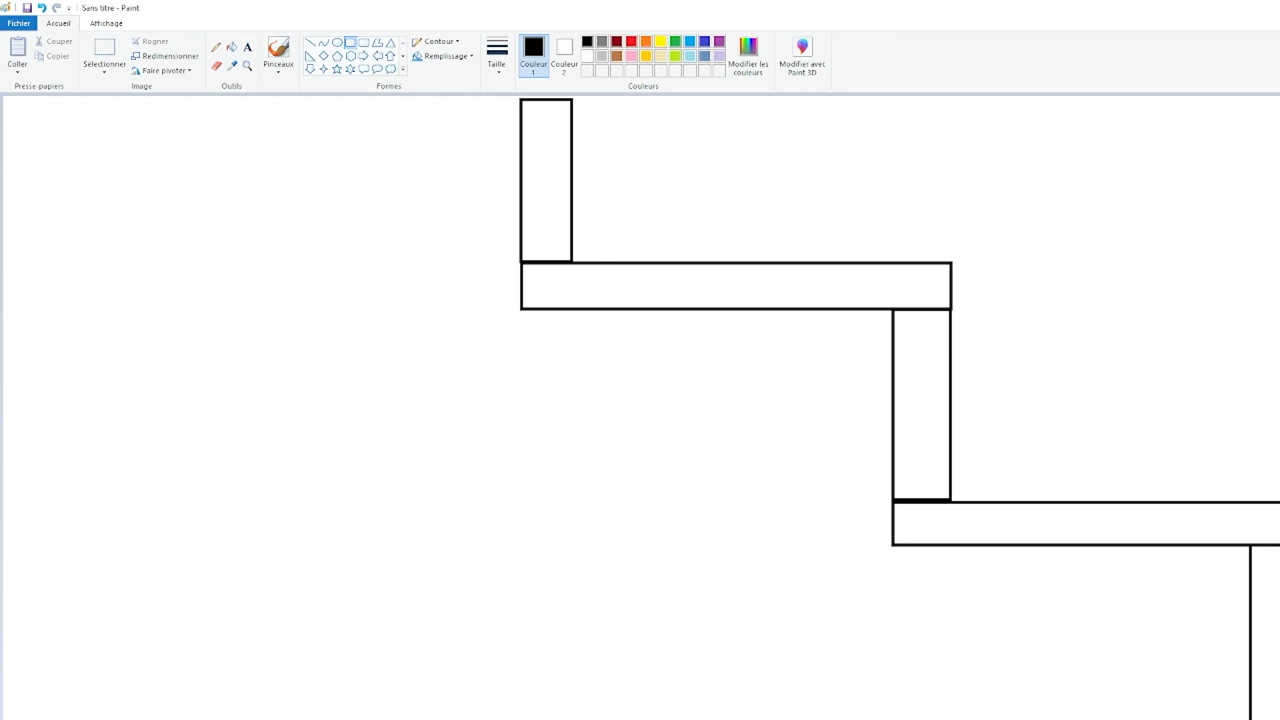 Sans titre - Paint
Fichier Accueil Affichage
Coller
Couper
Copier
Presse-papiers
Sélectionner
Rogner
Redimensionner
Faire pivoter
Image
A
Outils
Pinceaux
Contour
Remplissage
Formes
Taille
Couleur 1
Couleur 2
Modifier les couleurs
Couleurs
Modifier avec Paint 3D